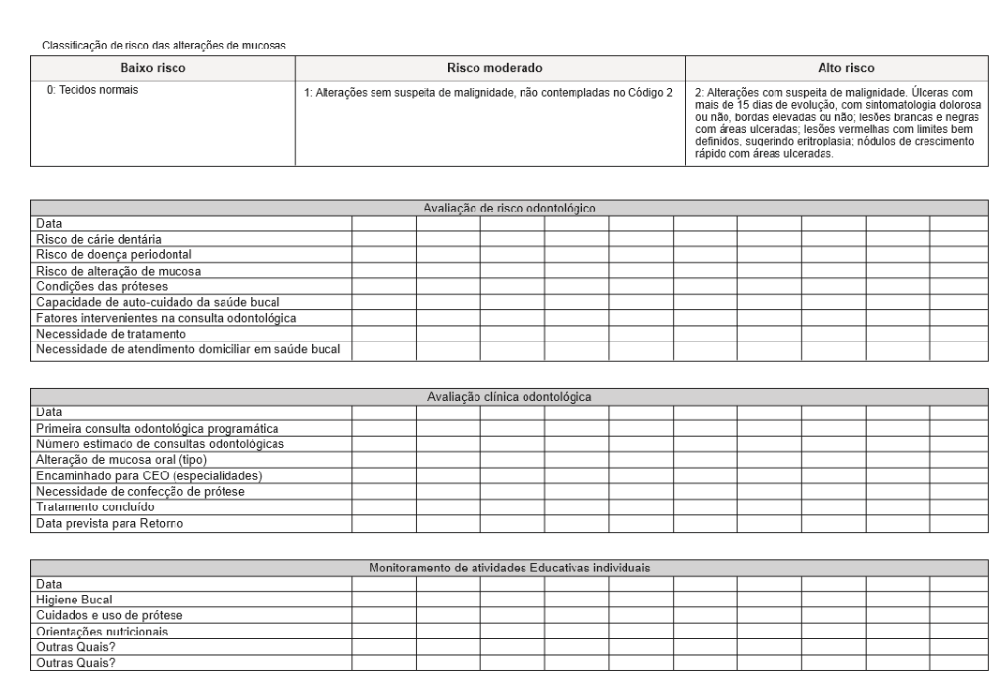 Classificação de risco das alterações de mucosas
Baixo risco
Risco moderado
Alto risco
0: Tecidos normais
1: Alterações sem suspeita de malignidade, não contempladas no Código 2
2: Alterações com suspeita de malignidade. Úlceras com
mais de 15 dias de evolução, com sintomatologia dolorosa
ou não, bordas elevadas ou não; lesões brancas e negras
com áreas ulceradas; lesões vermelhas com limites bem
definidos, sugerindo eritroplasia; nódulos de crescimento
rápido com áreas ulceradas.
Avaliação de risco odontológico
Data
Risco de cárie dentária
Risco de doença periodontal
Risco de alteração de mucosa
Condições das próteses
Capacidade de auto-cuidado da saúde bucal
Fatores intervenientes na consulta odontológica
Necessidade de tratamento
Necessidade de atendimento domiciliar em saúde bucal
Avaliação clínica odontológica
Data
Primeira consulta odontológica programática
Número estimado de consultas odontológicas
Alteração de mucosa oral (tipo)
Encaminhado para CEO (especialidades)
Necessidade de confecção de prótese
Tratamento concluído
Data prevista para Retorno
Monitoramento de atividades Educativas individuais
Data
Higiene Bucal
Cuidados e uso de prótese
Orientações nutricionais
Outras Quais?
Outras Quais?